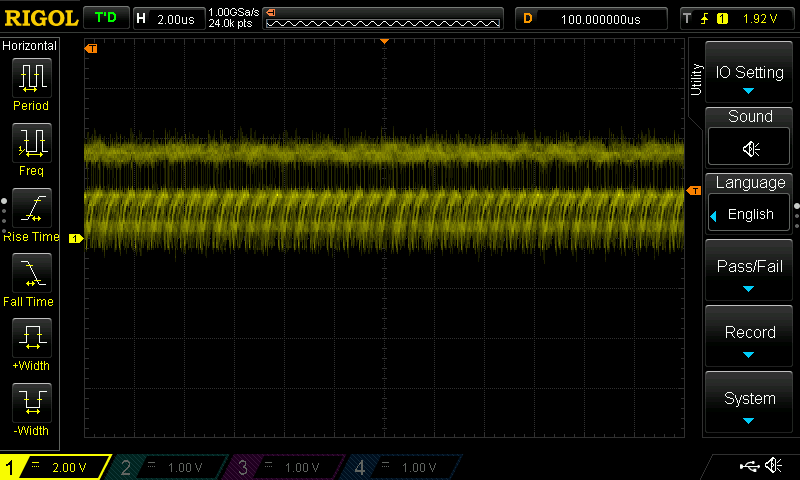 RIGOL T'D H 2.00us 1.00GSa/s 24.0k pts D 100.000000us T 1 1.92 V
Horizontal
Period
Freq
Rise Time
Fall Time
+Width
-Width
T
T
1
Utility
IO Setting
Sound
Language
English
Pass/Fail
Record
System
1 2.00 V 2 1.00 V 3 1.00 V 4 1.00 V